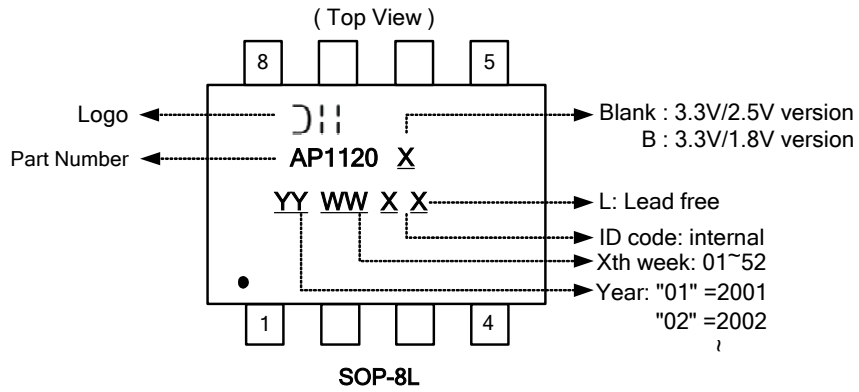 ( Top View )
8 5
Logo
Blank : 3.3V/2.5V version
B : 3.3V/1.8V version
Part Number
AP1120 X
YY WW X X
L: Lead free
ID code: internal
Xth week: 01~52
Year: "01" =2001
"02" =2002
~
1 4
SOP-8L